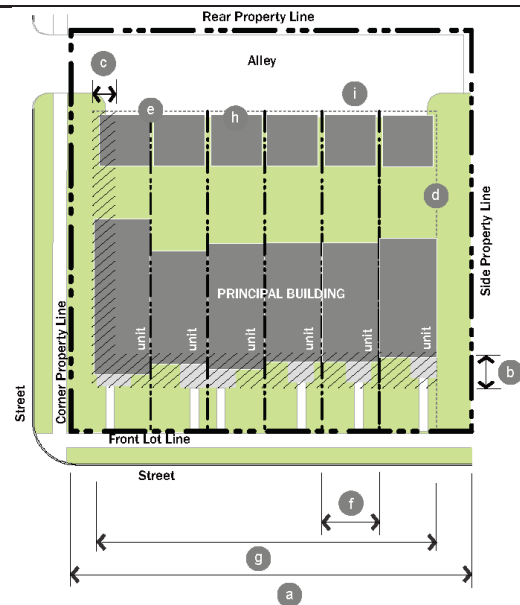 Rear Property Line
Alley
c
e
h
i
d
Side Property Line
PRINCIPAL BUILDING
unit
unit
unit
unit
unit
unit
b
Corner Property Line
Street
Front Lot Line
Street
f
g
a